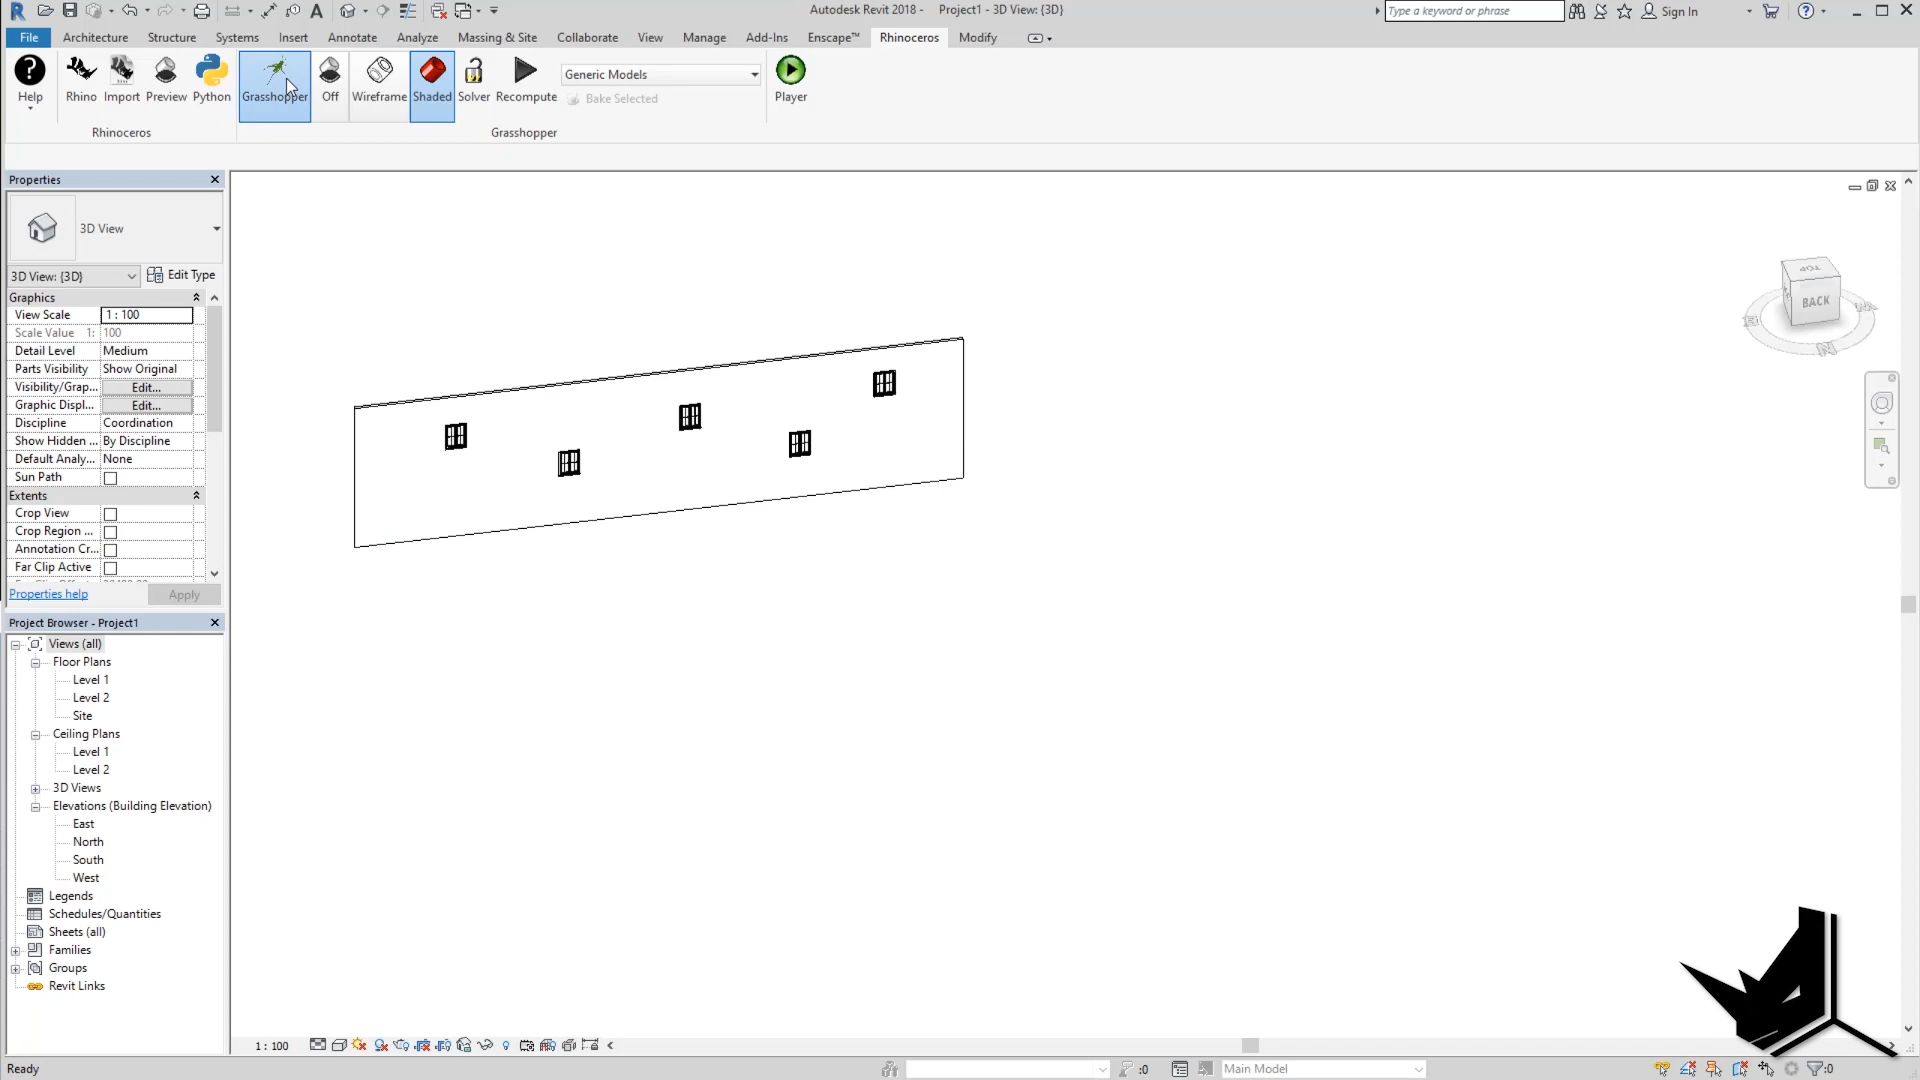 Autodesk Revit 2018 - Project1 - 3D View: {3D}
Type a keyword or phrase
Sign In
File Architecture Structure Systems Insert Annotate Analyze Massing & Site Collaborate View Manage Add-Ins Enscape™ Rhinoceros Modify
Generic Models
Help Rhino Import Preview Python Grasshopper Off Wireframe Shaded Solver Recompute Bake Selected Player
Rhinoceros Grasshopper
Properties
3D View
3D View: {3D} Edit Type
Graphics
View Scale 1 : 100
Scale Value 1: 100
Detail Level Medium
Parts Visibility Show Original
Visibility/Grap... Edit...
Graphic Displ... Edit...
Discipline Coordination
Show Hidden ... By Discipline
Default Analy... None
Sun Path
Extents
Crop View
Crop Region ...
Annotation Cr...
Far Clip Active
Properties help Apply
Project Browser - Project1
Views (all)
Floor Plans
Level 1
Level 2
Site
Ceiling Plans
Level 1
Level 2
3D Views
Elevations (Building Elevation)
East
North
South
West
Legends
Schedules/Quantities
Sheets (all)
Families
Groups
Revit Links
TOP
BACK
N
1 : 100
Ready
:0
Main Model
:0